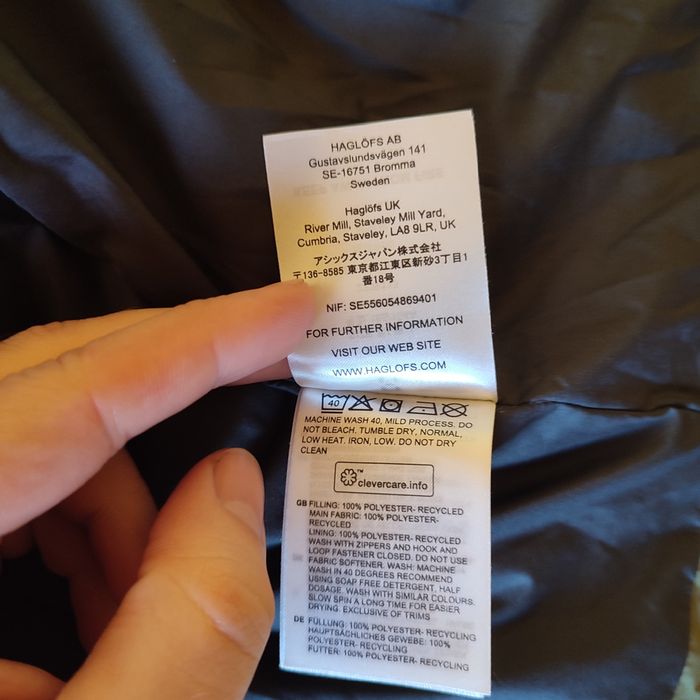 HAGLÖFS AB
Gustavslundsvägen 141
SE-16751 Bromma
Sweden
Haglöfs UK
River Mill, Staveley Mill Yard,
Cumbria, Staveley, LA8 9LR, UK
アシックスジャパン株式会社
〒136-8585 東京都江東区新砂3丁目1
番18号
NIF: SE556054869401
FOR FURTHER INFORMATION
VISIT OUR WEB SITE
WWW.HAGLOFS.COM
40
MACHINE WASH 40, MILD PROCESS. DO
NOT BLEACH. TUMBLE DRY, NORMAL,
LOW HEAT. IRON, LOW. DO NOT DRY
CLEAN
™
clevercare.info
GB FILLING: 100% POLYESTER- RECYCLED
MAIN FABRIC: 100% POLYESTER-
RECYCLED
LINING: 100% POLYESTER- RECYCLED
WASH WITH ZIPPERS AND HOOK AND
LOOP FASTENER CLOSED. DO NOT USE
FABRIC SOFTENER. WASH: MACHINE
WASH IN 40 DEGREES RECOMMEND
USING SOAP FREE DETERGENT, HALF
DOSAGE. WASH WITH SIMILAR COLOURS.
SLOW SPIN A LONG TIME FOR EASIER
DRYING. EXCLUSIVE OF TRIMS
DE FÜLLUNG: 100% POLYESTER- RECYCLING
HAUPTSÄCHLICHES GEWEBE: 100%
POLYESTER- RECYCLING
FUTTER: 100% POLYESTER- RECYCLING